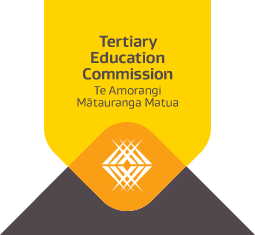 Tertiary
Education
Commission
Te Amorangi
Mātauranga Matua